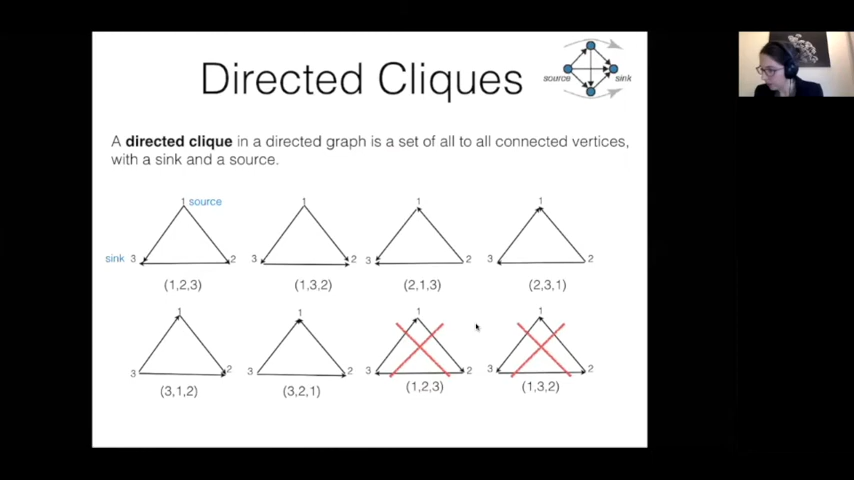 Directed Cliques
source sink
A directed clique in a directed graph is a set of all to all connected vertices,
with a sink and a source.
1 source 1 1 1
sink 3 2 3 2 3 2 3 2
(1,2,3) (1,3,2) (2,1,3) (2,3,1)
1 1 1 1
3 2 3 2 3 2 3 2
(3,1,2) (3,2,1) (1,2,3) (1,3,2)